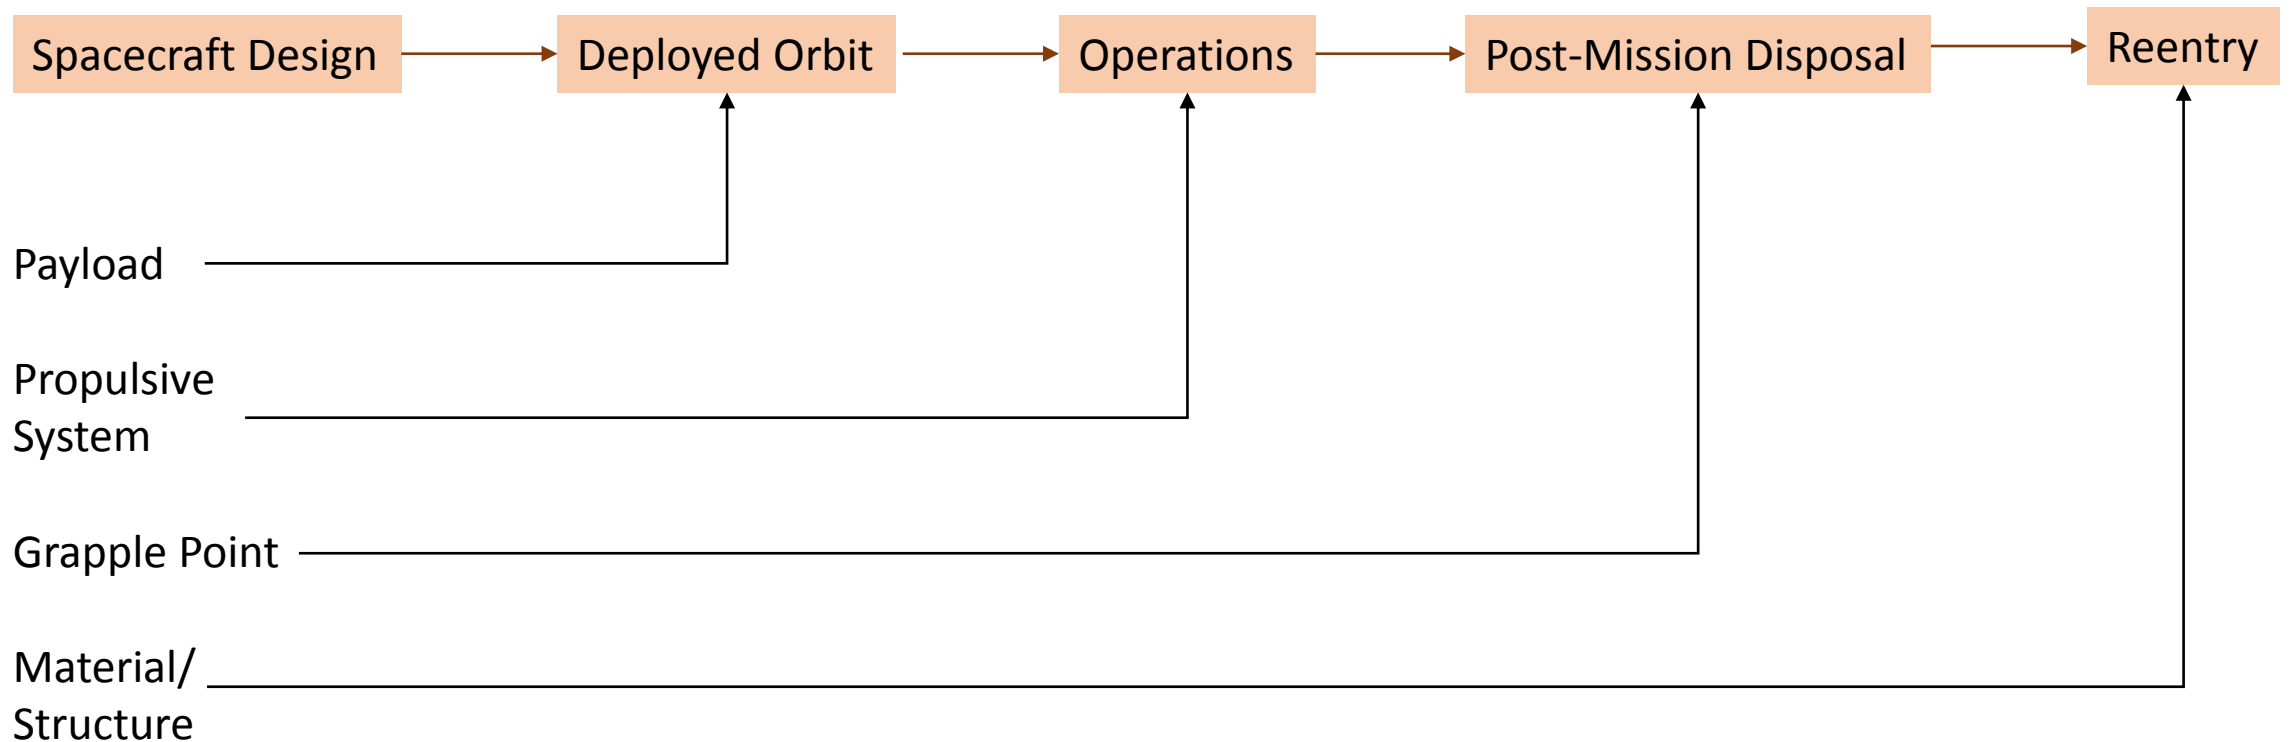 Spacecraft Design
Deployed Orbit
Operations
Post-Mission Disposal
Reentry
Payload
Propulsive
System
Grapple Point
Material/
Structure